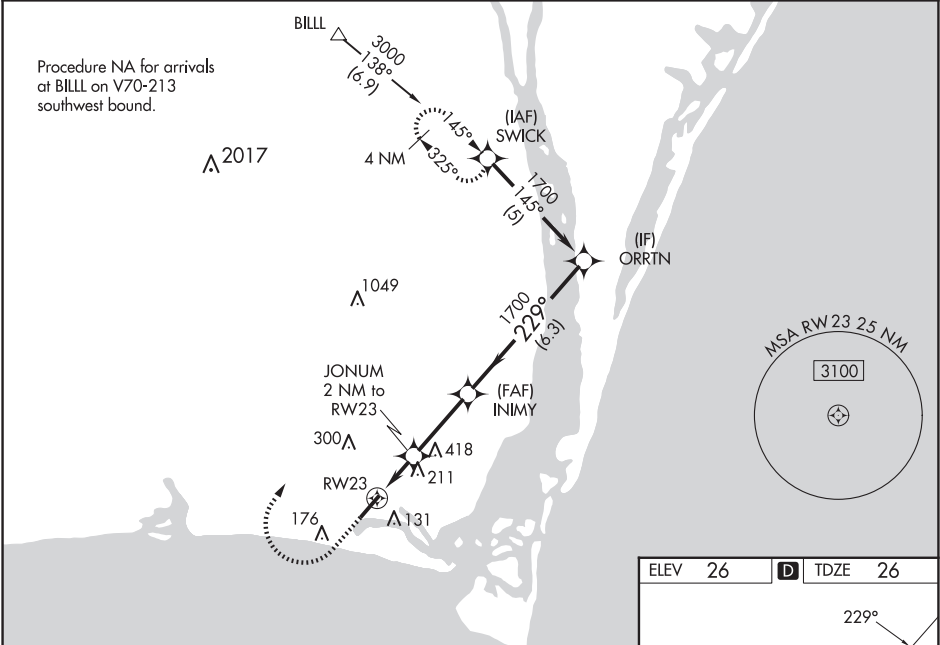 BILLL
3000
138°
(6.9)
Procedure NA for arrivals
at BILLL on V70-213
southwest bound.
2017
4 NM
145°
325°
(IAF)
SWICK
1700
145°
(5)
(IF)
ORRTN
1049
1700
229°
(6.3)
MSA RW23 25 NM
3100
JONUM
2 NM to
RW23
(FAF)
INIMY
300
418
211
RW23
176
131
ELEV 26 D TDZE 26
229°